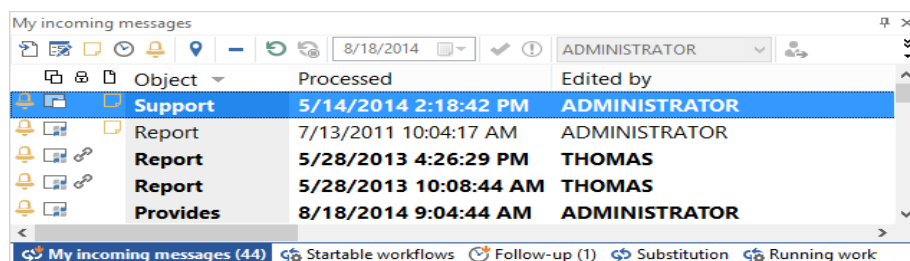 My incoming messages
8/18/2014 ADMINISTRATOR
Object Processed Edited by
Support 5/14/2014 2:18:42 PM ADMINISTRATOR
Report 7/13/2011 10:04:17 AM ADMINISTRATOR
Report 5/28/2013 4:26:29 PM THOMAS
Report 5/28/2013 10:08:44 AM THOMAS
Provides 8/18/2014 9:04:44 AM ADMINISTRATOR
My incoming messages (44) Startable workflows Follow-up (1) Substitution Running work